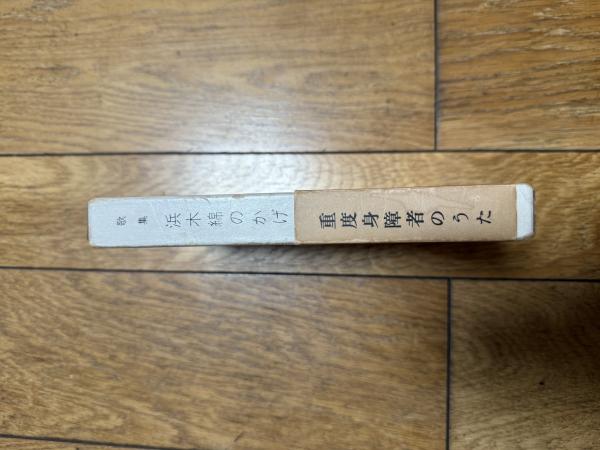 歌集
浜木綿のかげ
重度身障者のうた